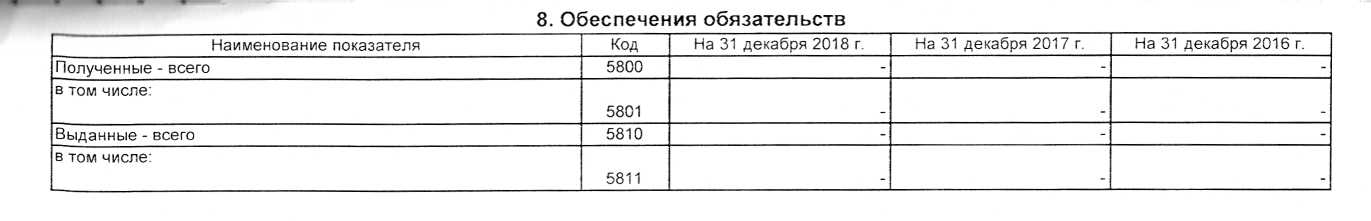 8. Обеспечения обязательств
Наименование показателя Код На 31 декабря 2018 г. На 31 декабря 2017 г. На 31 декабря 2016 г.
Полученные - всего 5800 - - -
в том числе:
5801 - - -
Выданные - всего 5810 - - -
в том числе:
5811 - - -